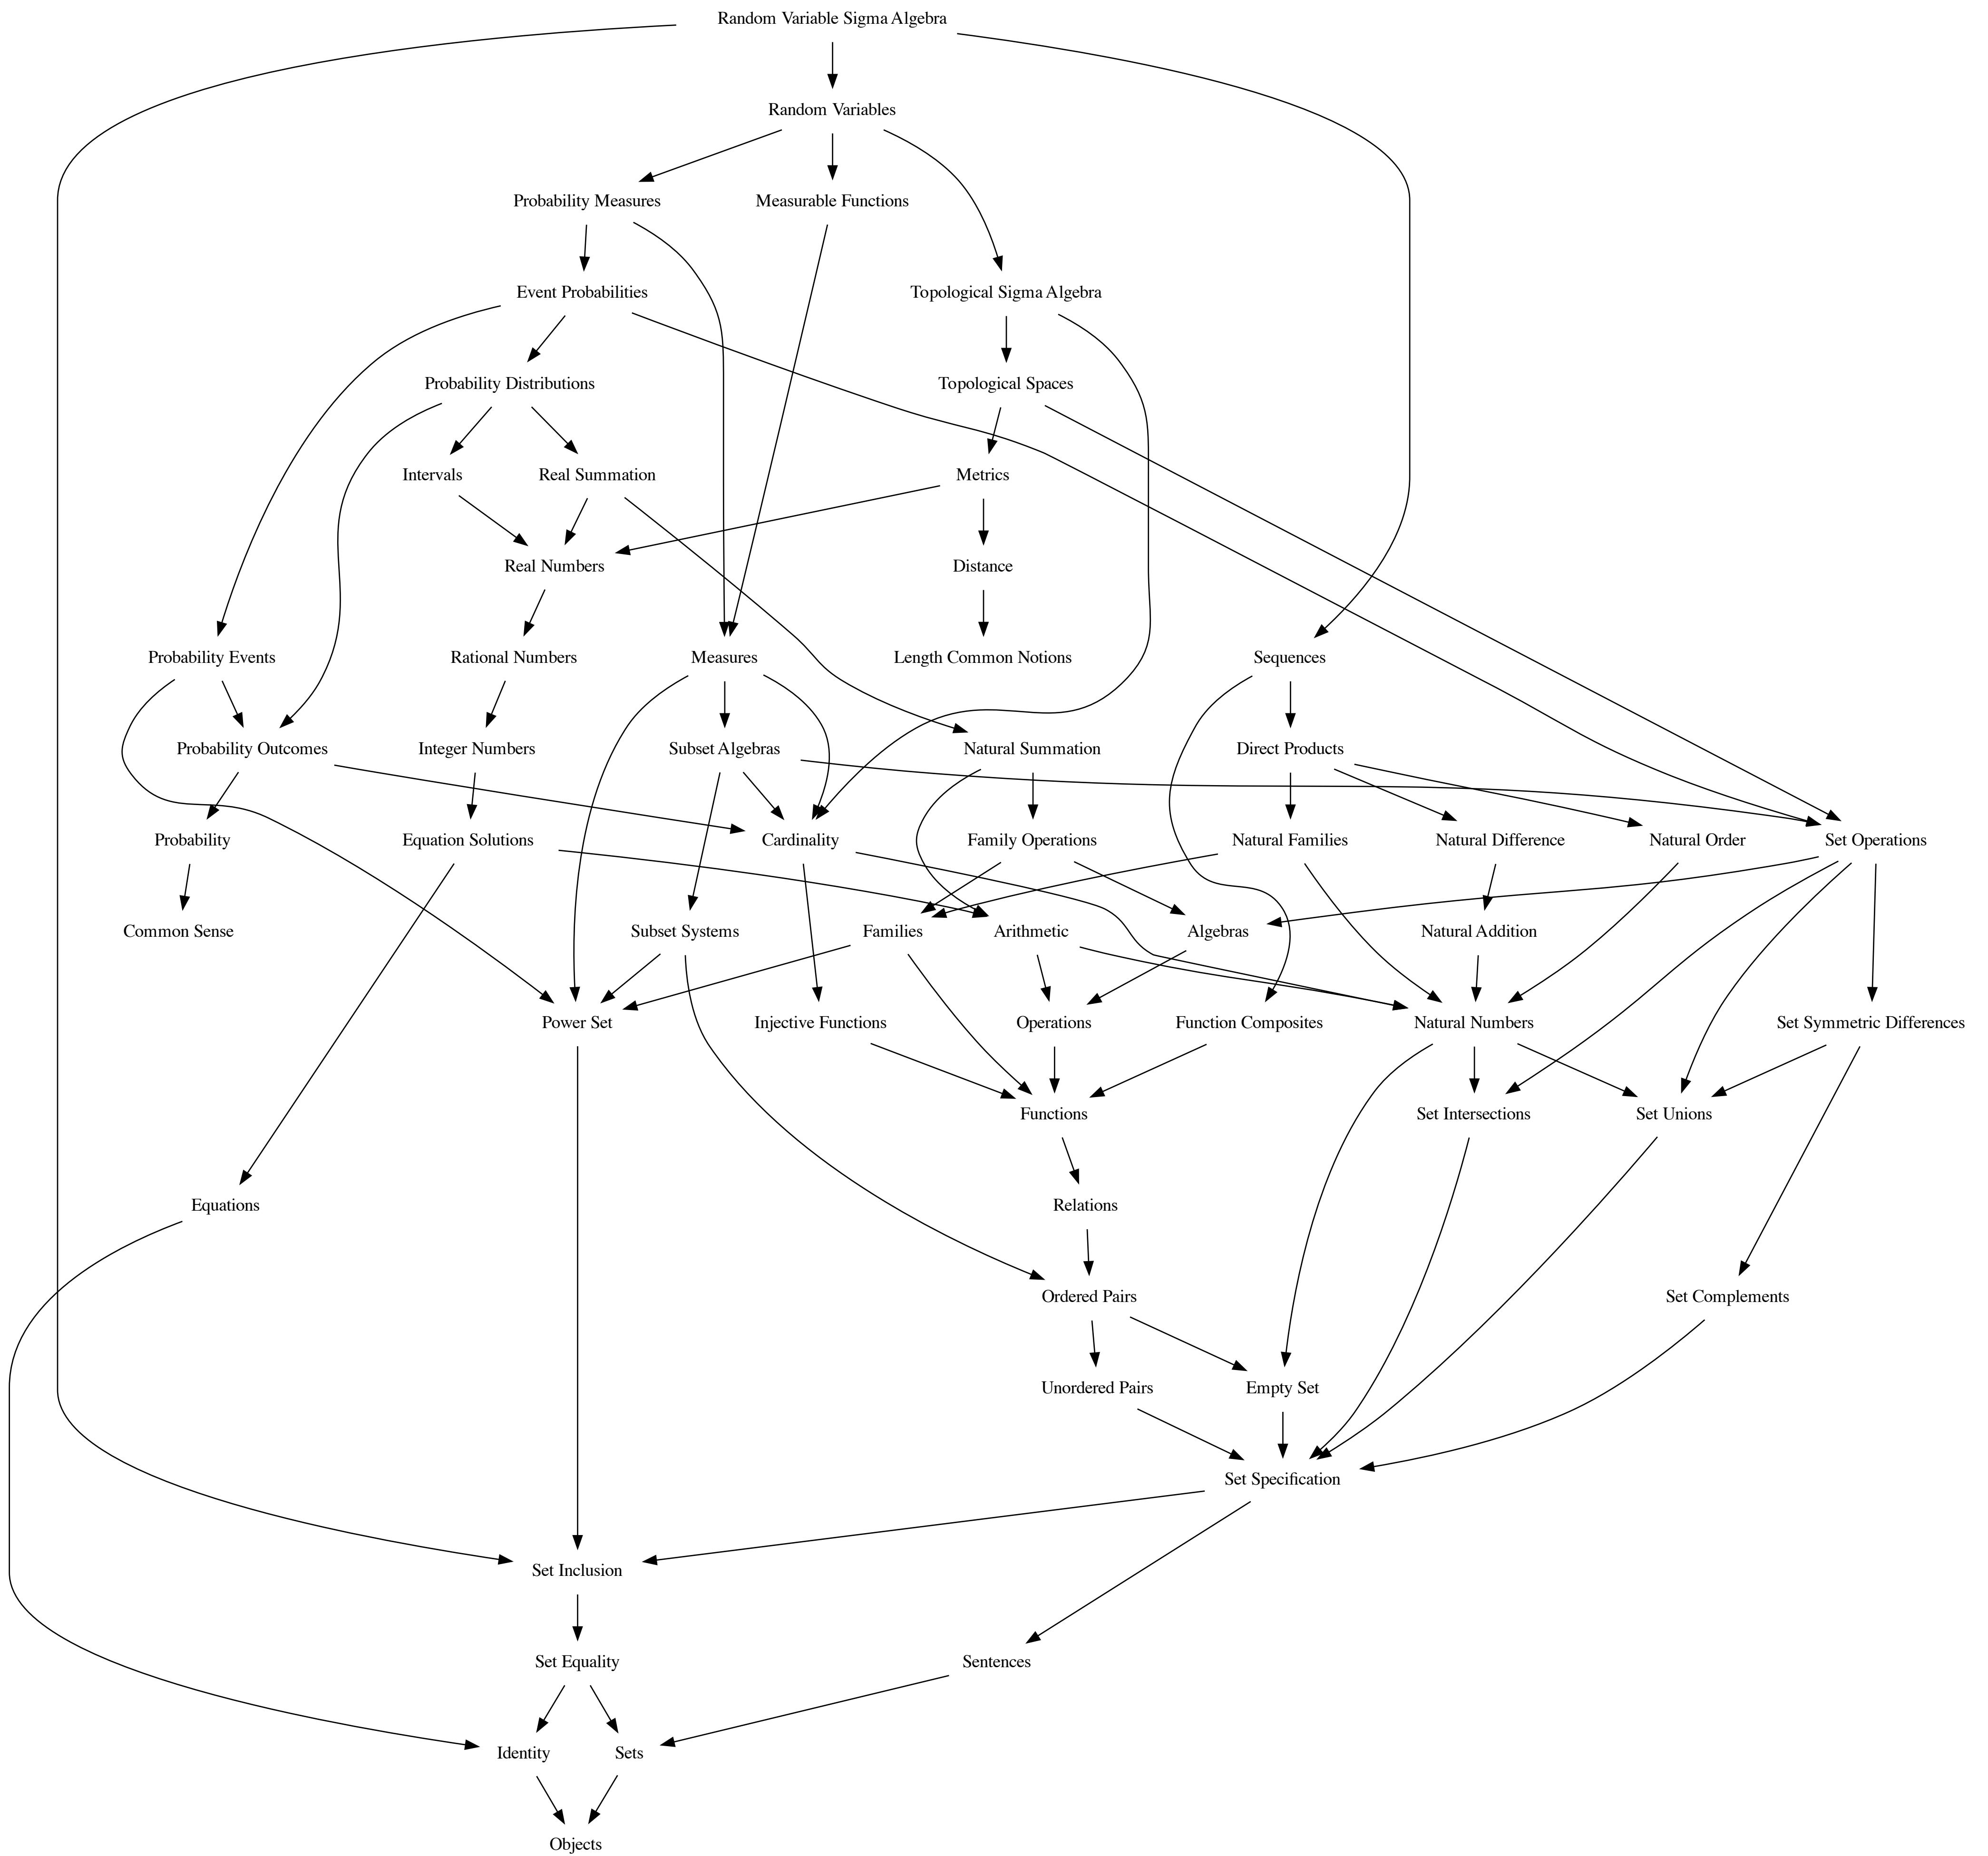 Random Variable Sigma Algebra
Random Variables
Probability Measures
Measurable Functions
Event Probabilities
Topological Sigma Algebra
Probability Distributions
Topological Spaces
Intervals
Real Summation
Metrics
Real Numbers
Distance
Probability Events
Rational Numbers
Measures
Length Common Notions
Sequences
Probability Outcomes
Integer Numbers
Subset Algebras
Natural Summation
Direct Products
Probability
Equation Solutions
Cardinality
Family Operations
Natural Families
Natural Difference
Natural Order
Set Operations
Common Sense
Subset Systems
Families
Arithmetic
Algebras
Natural Addition
Power Set
Injective Functions
Operations
Function Composites
Natural Numbers
Set Symmetric Differences
Functions
Set Intersections
Set Unions
Equations
Relations
Ordered Pairs
Set Complements
Unordered Pairs
Empty Set
Set Specification
Set Inclusion
Set Equality
Sentences
Identity
Sets
Objects